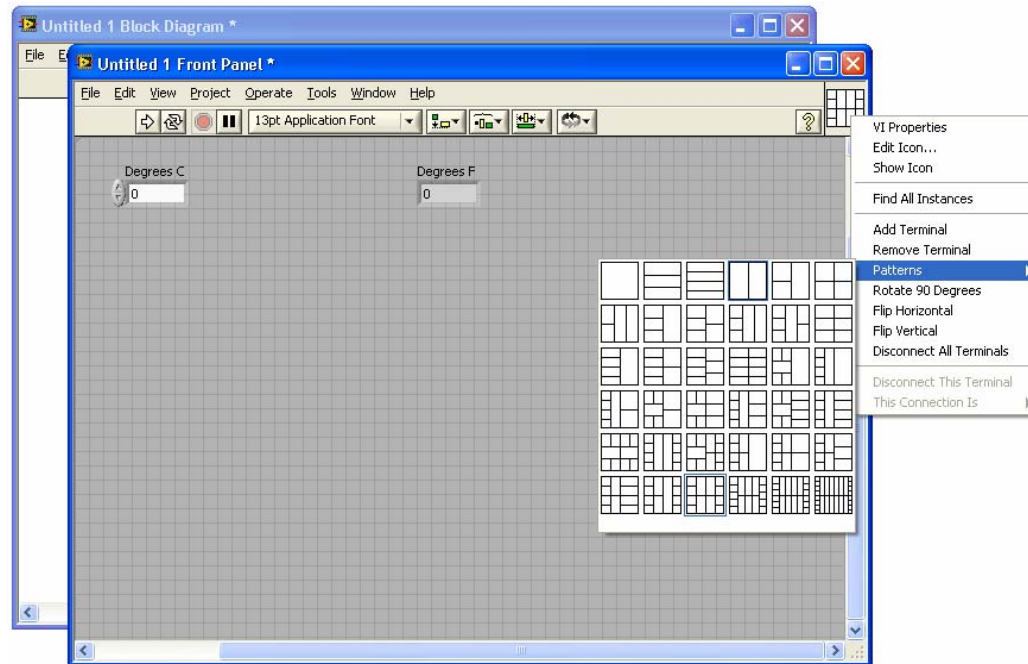 Untitled 1 Block Diagram *
File
Untitled 1 Front Panel *
File Edit View Project Operate Tools Window Help
13pt Application Font
?
Degrees C
0
Degrees F
0
VI Properties
Edit Icon...
Show Icon
Find All Instances
Add Terminal
Remove Terminal
Patterns
Rotate 90 Degrees
Flip Horizontal
Flip Vertical
Disconnect All Terminals
Disconnect This Terminal
This Connection Is